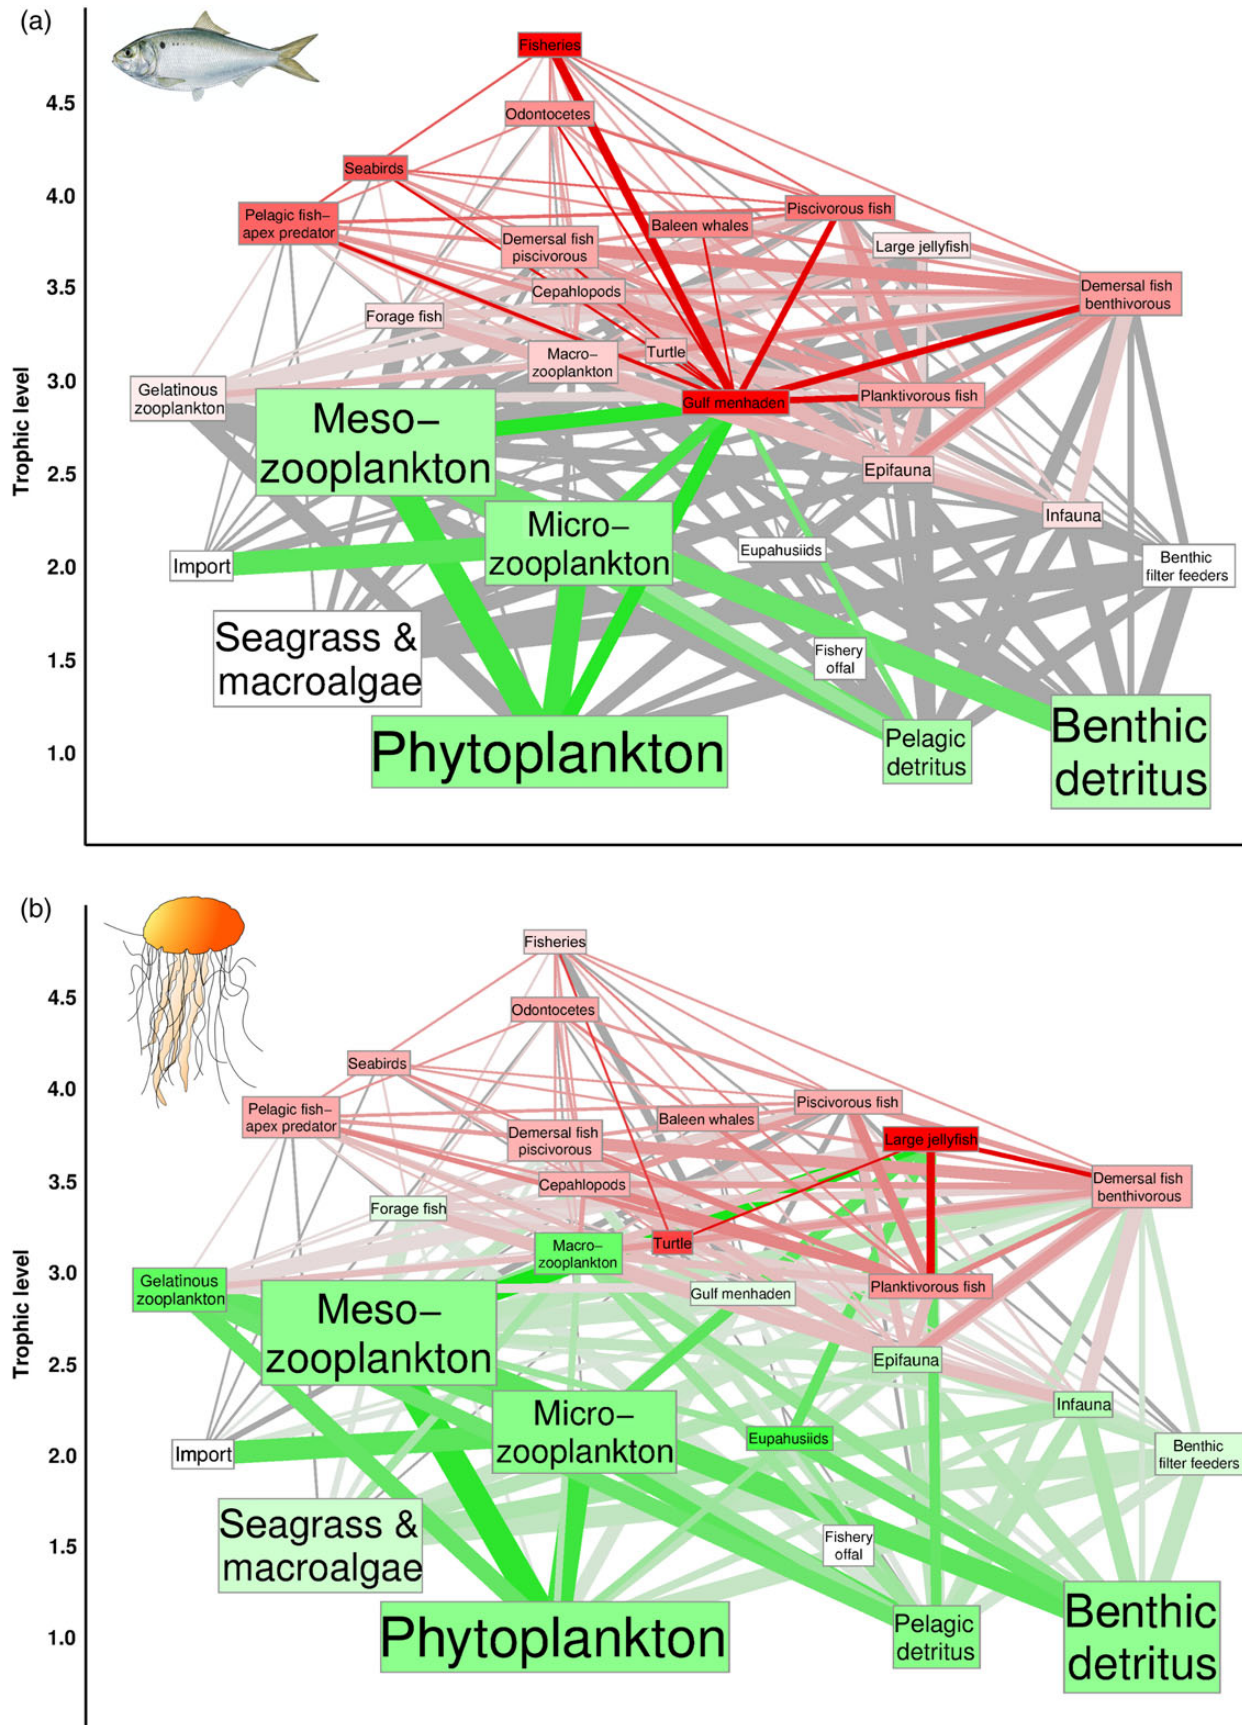 (a)
Fisheries
4.5
Odontocetes
Seabirds
4.0
Piscivorous fish
Pelagic fish–
apex predator
Baleen whales
Demersal fish
piscivorous
Large jellyfish
3.5
Cepahlopods
Demersal fish
benthivorous
Forage fish
Macro–
zooplankton
Turtle
3.0
Gelatinous
zooplankton
Meso–
zooplankton
Gulf menhaden
Planktivorous fish
Trophic level
2.5
Epifauna
Infauna
Micro–
zooplankton
Eupahusiids
2.0
Import
Benthic
filter feeders
Seagrass &
macroalgae
Fishery
offal
1.5
Phytoplankton
Pelagic
detritus
Benthic
detritus
1.0
(b)
Fisheries
4.5
Odontocetes
Seabirds
4.0
Piscivorous fish
Pelagic fish–
apex predator
Baleen whales
Demersal fish
piscivorous
Large jellyfish
3.5
Cepahlopods
Demersal fish
benthivorous
Forage fish
Macro–
zooplankton
Turtle
3.0
Gelatinous
zooplankton
Meso–
zooplankton
Gulf menhaden
Planktivorous fish
Trophic level
2.5
Epifauna
Infauna
Micro–
zooplankton
Eupahusiids
2.0
Import
Benthic
filter feeders
Seagrass &
macroalgae
Fishery
offal
1.5
Phytoplankton
Pelagic
detritus
Benthic
detritus
1.0